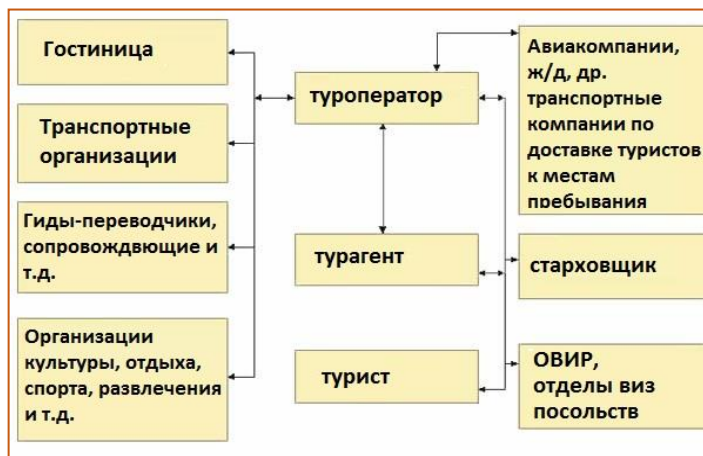 Гостиница
Транспортные
организации
Гиды-переводчики,
сопровождвющие и
т.д.
Организации
культуры, отдыха,
спорта, развлечения
и т.д.
туроператор
турагент
турист
Авиакомпании,
ж/д, др.
транспортные
компании по
доставке туристов
к местам
пребывания
старховщик
ОВИР,
отделы виз
посольств